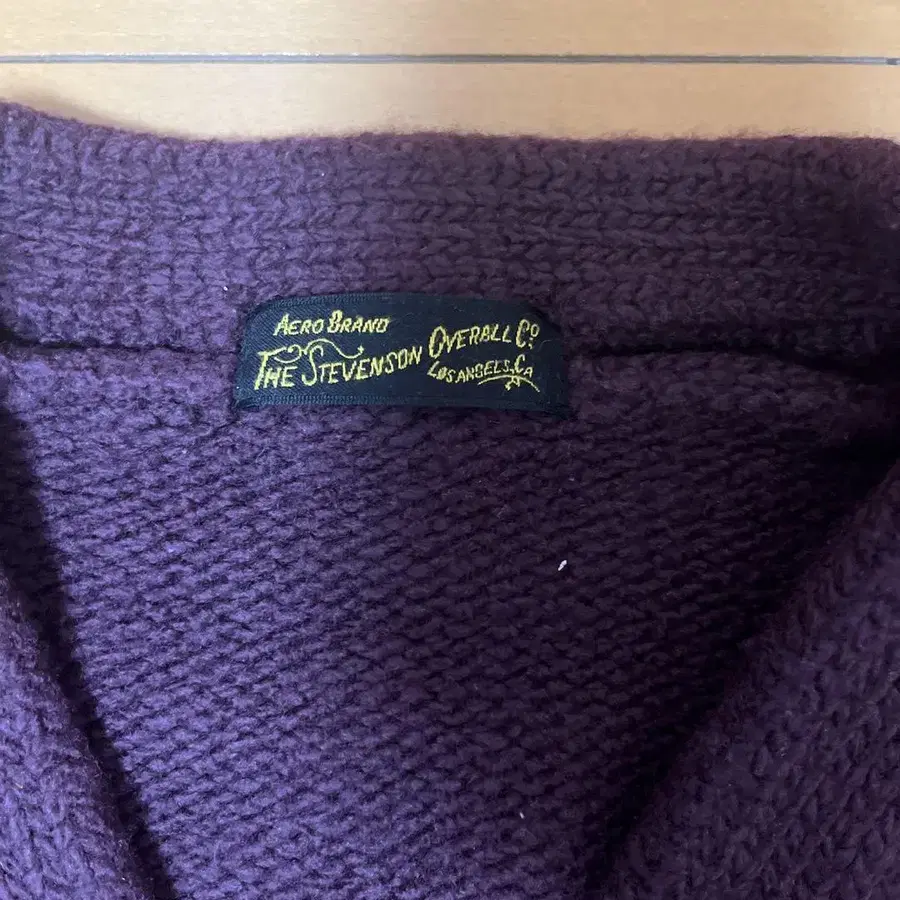 AERO BRAND
THE STEVENSON OVERALL CO.
LOS ANGELS, CA